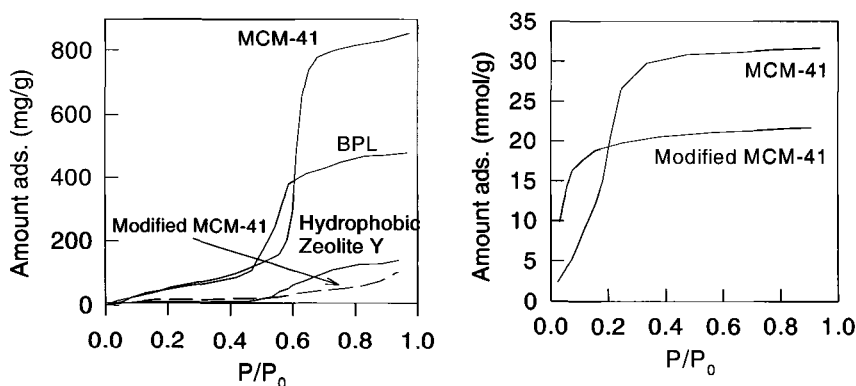 Amount ads. (mg/g)
800
600
400
200
0
0.0 0.2 0.4 0.6 0.8 1.0
P/P0
MCM-41
BPL
Modified MCM-41
Hydrophobic
Zeolite Y
Amount ads. (mmol/g)
35
30
25
20
15
10
5
0
0.0 0.2 0.4 0.6 0.8 1.0
P/P0
MCM-41
Modified MCM-41